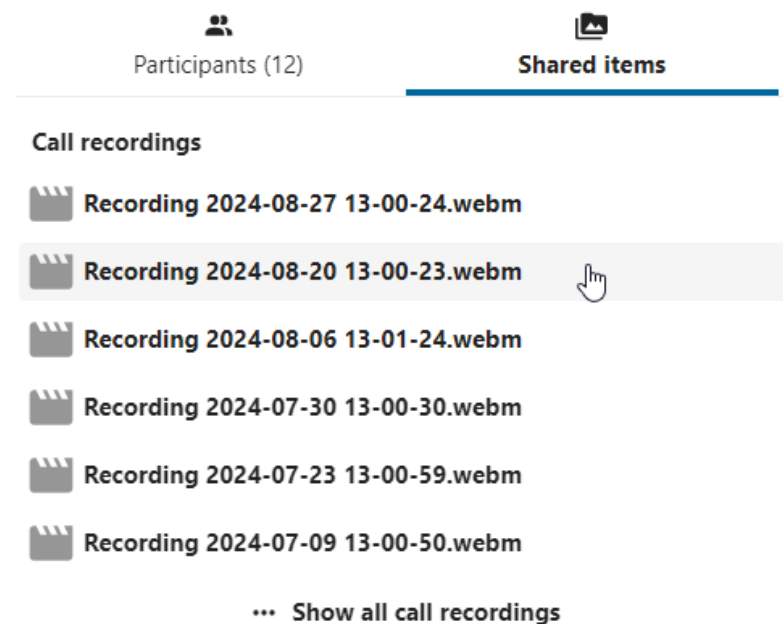 Participants (12)
Shared items
Call recordings
Recording 2024-08-27 13-00-24.webm
Recording 2024-08-20 13-00-23.webm
Recording 2024-08-06 13-01-24.webm
Recording 2024-07-30 13-00-30.webm
Recording 2024-07-23 13-00-59.webm
Recording 2024-07-09 13-00-50.webm
··· Show all call recordings